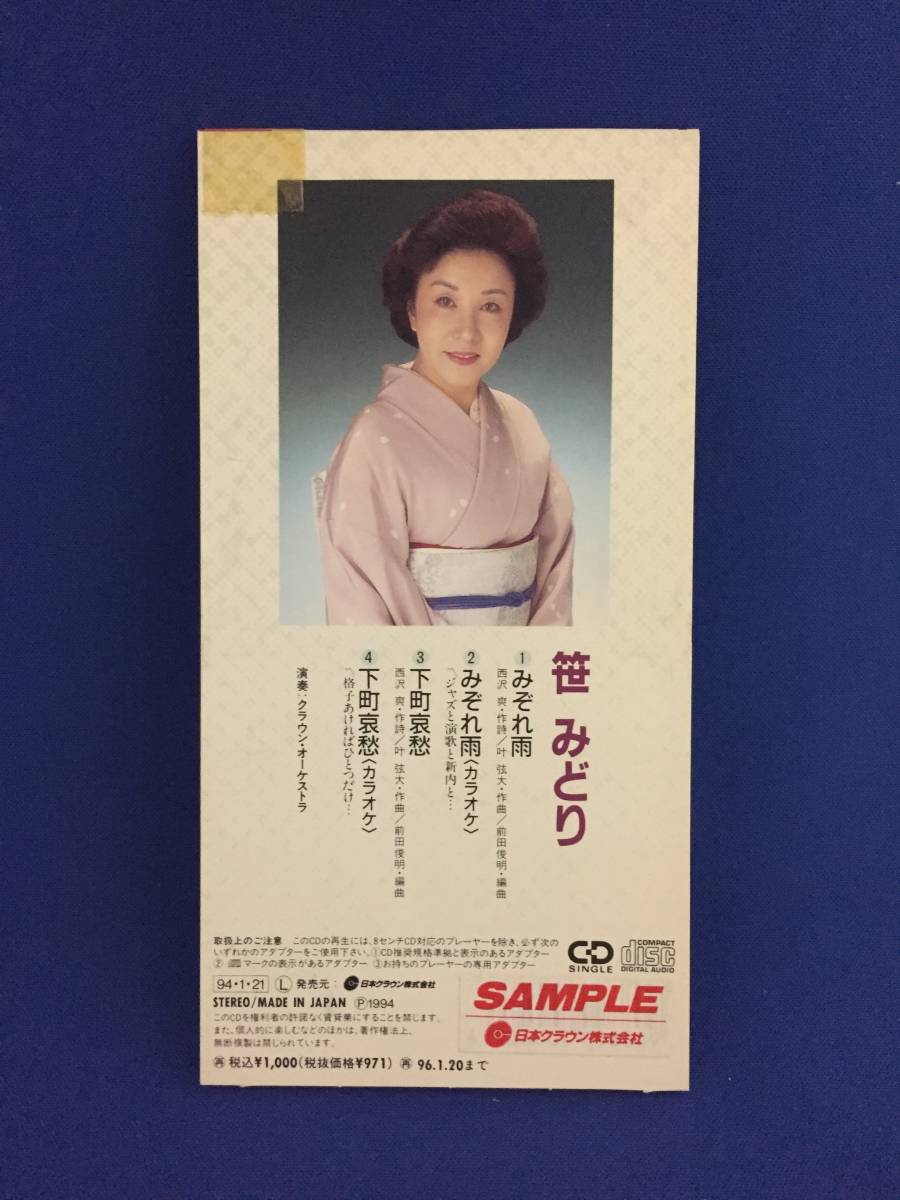 笹 みどり
1 みぞれ雨
西沢 爽・作詩／叶 弦大・作曲／前田俊明・編曲
2 みぞれ雨〈カラオケ〉
〽ジャズと演歌と新内と…
3 下町哀愁
西沢 爽・作詩／叶 弦大・作曲／前田俊明・編曲
4 下町哀愁〈カラオケ〉
〽格子あければひとつだけ…
演奏：クラウン・オーケストラ
取扱上のご注意 このCDの再生には、8センチCD対応のプレーヤーを除き、必ず次の
いずれかのアダプターをご使用下さい。①CD推奨規格準拠と表示のあるアダプター
② マークの表示があるアダプター ③お持ちのプレーヤーの専用アダプター
CD SINGLE
COMPACT disc DIGITAL AUDIO
94・1・21 Ⓛ 発売元： 日本クラウン株式会社
STEREO/MADE IN JAPAN Ⓟ1994
このCDを権利者の許諾なく賃貸業にすることを禁じます。
また、個人的に楽しむなどのほかは、著作権法上、
無断複製は禁じられています。
再 税込¥1,000(税抜価格¥971) 再 96.1.20まで
SAMPLE
日本クラウン株式会社